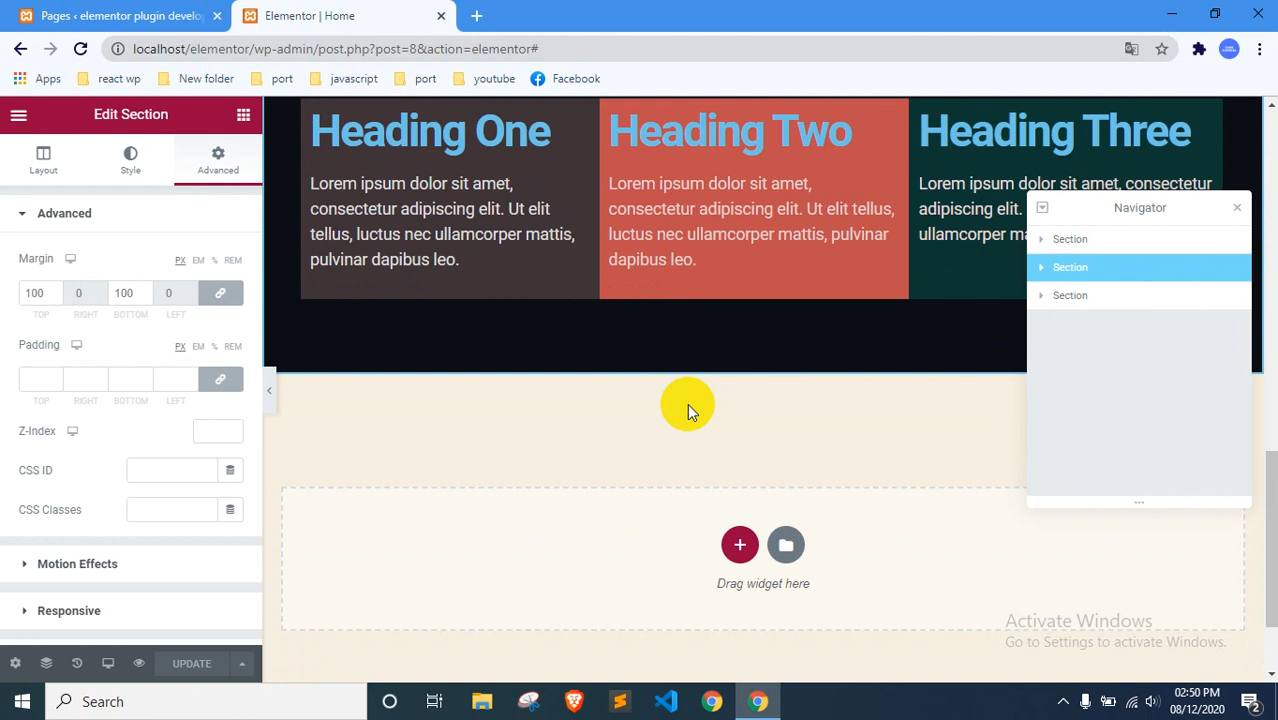 Pages ‹ elementor plugin develo
Elementor | Home
localhost/elementor/wp-admin/post.php?post=8&action=elementor#
Apps
react wp
New folder
port
javascript
port
youtube
Facebook
Edit Section
Layout
Style
Advanced
Advanced
Margin
PX EM % REM
100 0 100 0
TOP RIGHT BOTTOM LEFT
Padding
PX EM % REM
TOP RIGHT BOTTOM LEFT
Z-Index
CSS ID
CSS Classes
Motion Effects
Responsive
UPDATE
Heading One
Lorem ipsum dolor sit amet,
consectetur adipiscing elit. Ut elit
tellus, luctus nec ullamcorper mattis,
pulvinar dapibus leo.
Heading Two
Lorem ipsum dolor sit amet,
consectetur adipiscing elit. Ut elit tellus,
luctus nec ullamcorper mattis, pulvinar
dapibus leo.
Heading Three
Lorem ipsum dolor sit amet, consectetur
adipiscing elit.
ullamcorper
Navigator
Section
Section
Section
Drag widget here
Activate Windows
Go to Settings to activate Windows.
Search
02:50 PM
08/12/2020
2